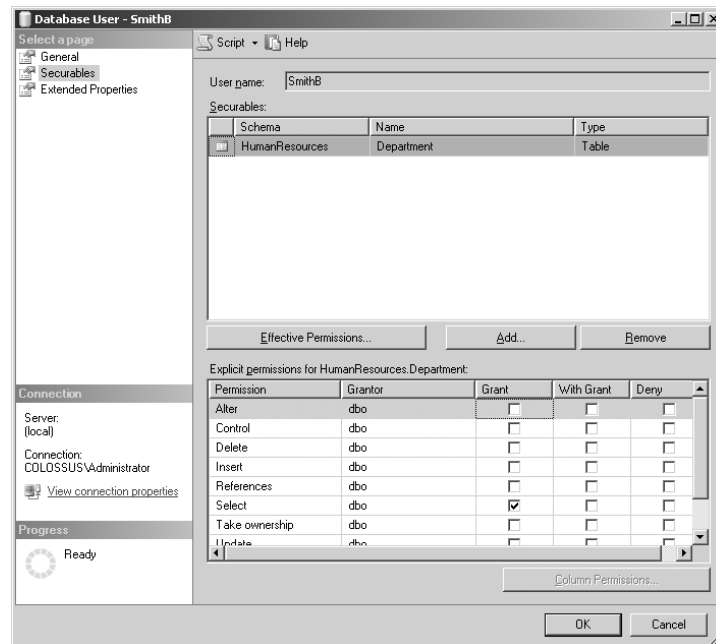 Database User - SmithB
Select a page
General
Securables
Extended Properties
Script Help
User name: SmithB
Securables:
Schema Name Type
HumanResources Department Table
Effective Permissions... Add... Remove
Explicit permissions for HumanResources.Department:
Permission Grantor Grant With Grant Deny
Alter dbo
Control dbo
Delete dbo
Insert dbo
References dbo
Select dbo
Take ownership dbo
Update dbo
Column Permissions...
Connection
Server:
(local)
Connection:
COLOSSUS\Administrator
View connection properties
Progress
Ready
OK Cancel